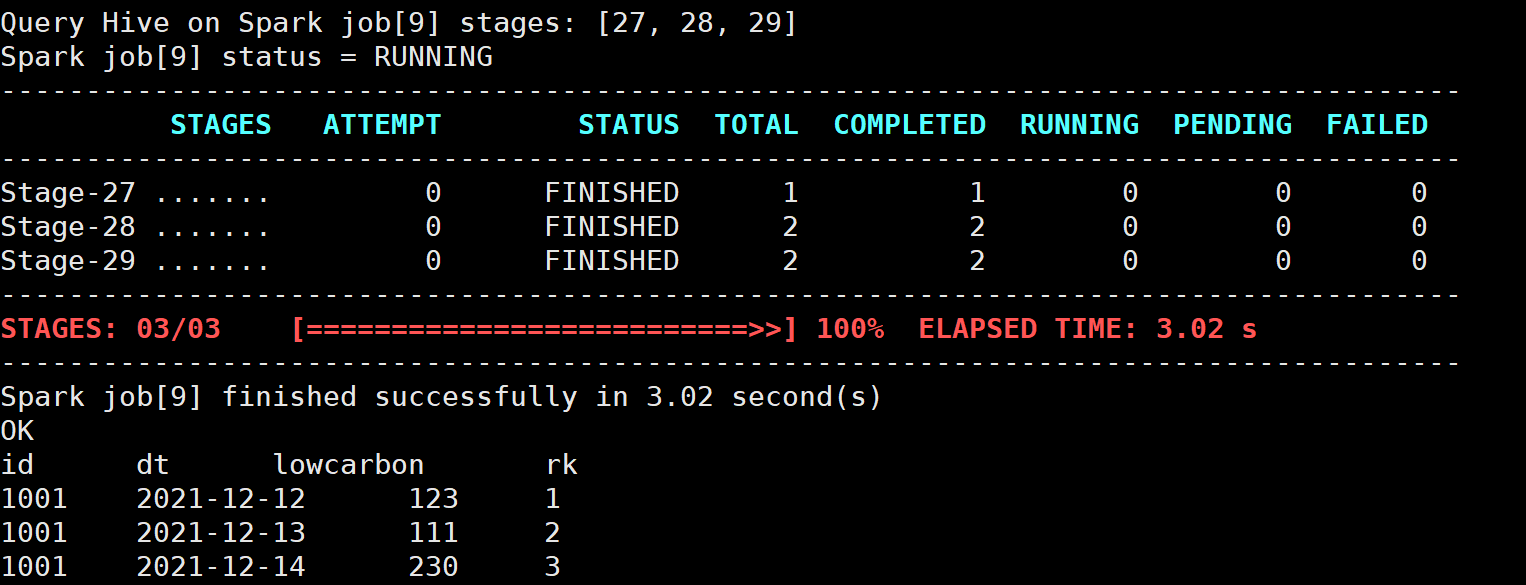 Query Hive on Spark job[9] stages: [27, 28, 29]
Spark job[9] status = RUNNING
--------------------------------------------------------------------------------------
          STAGES   ATTEMPT        STATUS  TOTAL  COMPLETED  RUNNING  PENDING  FAILED
--------------------------------------------------------------------------------------
Stage-27 .......         0      FINISHED      1          1        0        0       0
Stage-28 .......         0      FINISHED      2          2        0        0       0
Stage-29 .......         0      FINISHED      2          2        0        0       0
--------------------------------------------------------------------------------------
STAGES: 03/03    [==========================>>] 100%  ELAPSED TIME: 3.02 s
--------------------------------------------------------------------------------------
Spark job[9] finished successfully in 3.02 second(s)
OK
id      dt      lowcarbon       rk
1001    2021-12-12      123     1
1001    2021-12-13      111     2
1001    2021-12-14      230     3